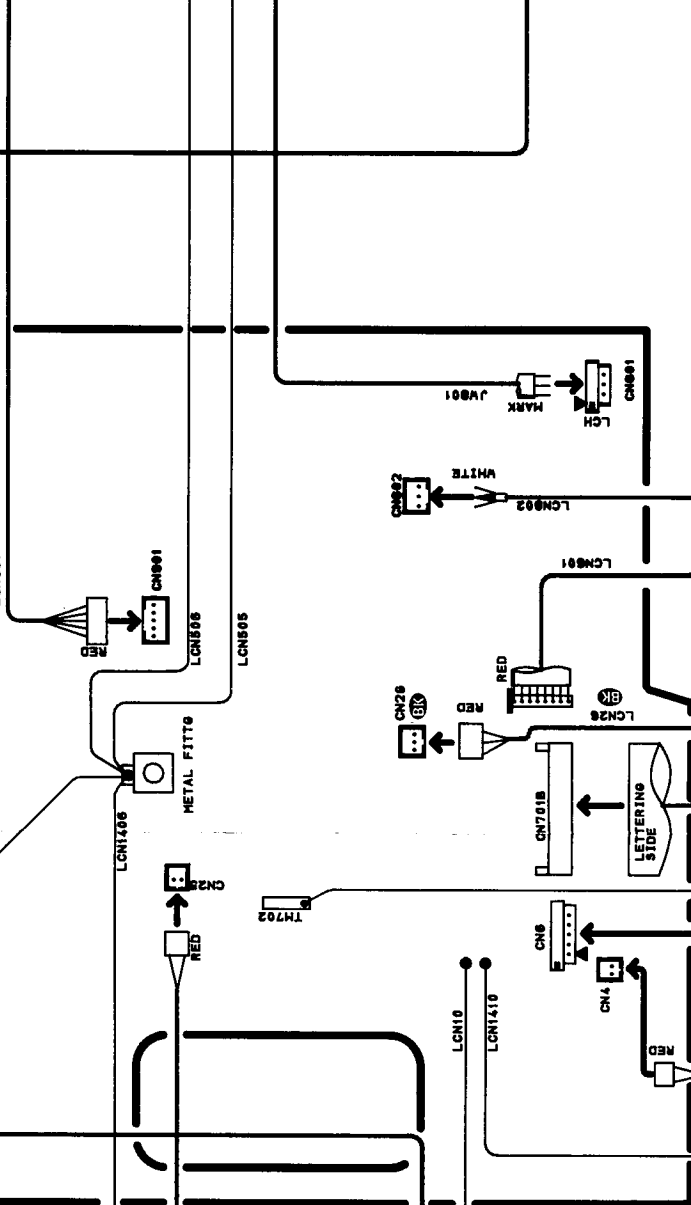 JW801
MARK
LCH
CN801
WHITE
CN802
LCN802
LCN601
CN901
RED
LCN506
LCN505
RED
BK
LCN26
CN26
BK
RED
METAL FITTG
CN701B
LETTERING
SIDE
LCN1406
CN25
TM702
RED
CN6
CN4
LCN10
LCN1410
RED